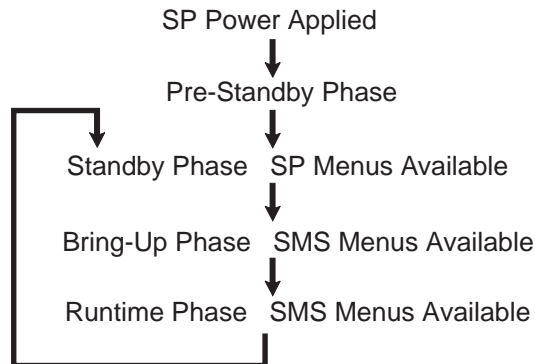 SP Power Applied
Pre-Standby Phase
Standby Phase SP Menus Available
Bring-Up Phase SMS Menus Available
Runtime Phase SMS Menus Available